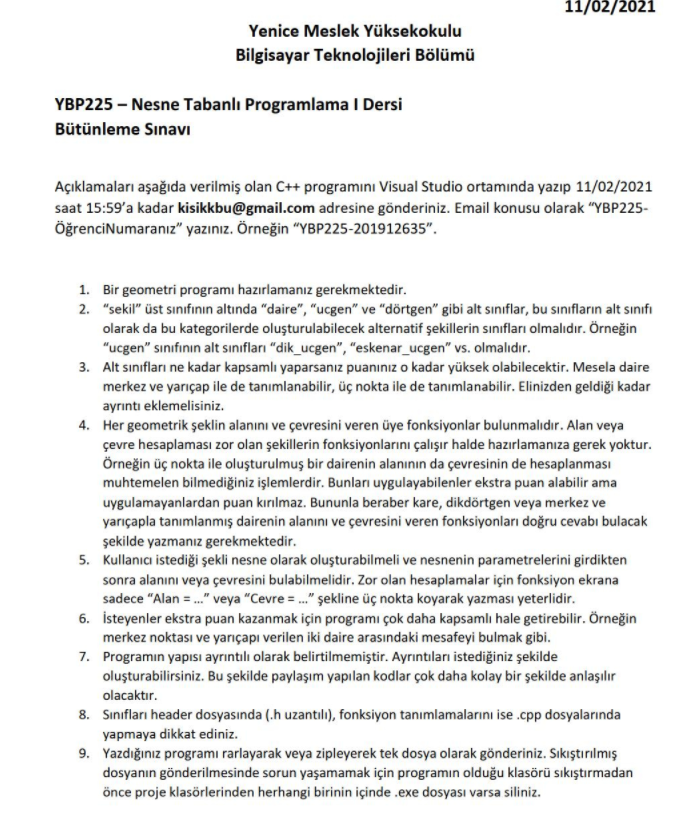 11/02/2021
Yenice Meslek Yüksekokulu
Bilgisayar Teknolojileri Bölümü
YBP225 – Nesne Tabanlı Programlama I Dersi
Bütünleme Sınavı
Açıklamaları aşağıda verilmiş olan C++ programını Visual Studio ortamında yazıp 11/02/2021
saat 15:59’a kadar kisikkbu@gmail.com adresine gönderiniz. Email konusu olarak “YBP225-
ÖğrenciNumaranız” yazınız. Örneğin “YBP225-201912635”.
1. Bir geometri programı hazırlamanız gerekmektedir.
2. “sekil” üst sınıfının altında “daire”, “ucgen” ve “dörtgen” gibi alt sınıflar, bu sınıfların alt sınıfı
olarak da bu kategorilerde oluşturulabilecek alternatif şekillerin sınıfları olmalıdır. Örneğin
“ucgen” sınıfının alt sınıfları “dik_ucgen”, “eskenar_ucgen” vs. olmalıdır.
3. Alt sınıfları ne kadar kapsamlı yaparsanız puanınız o kadar yüksek olabilecektir. Mesela daire
merkez ve yarıçap ile de tanımlanabilir, üç nokta ile de tanımlanabilir. Elinizden geldiği kadar
ayrıntı eklemelisiniz.
4. Her geometrik şeklin alanını ve çevresini veren üye fonksiyonlar bulunmalıdır. Alan veya
çevre hesaplaması zor olan şekillerin fonksiyonlarını çalışır halde hazırlamanıza gerek yoktur.
Örneğin üç nokta ile oluşturulmuş bir dairenin alanının da çevresinin de hesaplanması
muhtemelen bilmediğiniz işlemlerdir. Bunları uygulayabilenler ekstra puan alabilir ama
uygulamayanlardan puan kırılmaz. Bununla beraber kare, dikdörtgen veya merkez ve
yarıçapla tanımlanmış dairenin alanını ve çevresini veren fonksiyonları doğru cevabı bulacak
şekilde yazmanız gerekmektedir.
5. Kullanıcı istediği şekli nesne olarak oluşturabilmeli ve nesnenin parametrelerini girdikten
sonra alanını veya çevresini bulabilmelidir. Zor olan hesaplamalar için fonksiyon ekrana
sadece “Alan = ...” veya “Cevre = ...” şekline üç nokta koyarak yazması yeterlidir.
6. İsteyenler ekstra puan kazanmak için programı çok daha kapsamlı hale getirebilir. Örneğin
merkez noktası ve yarıçapı verilen iki daire arasındaki mesafeyi bulmak gibi.
7. Programın yapısı ayrıntılı olarak belirtilmemiştir. Ayrıntıları istediğiniz şekilde
oluşturabilirsiniz. Bu şekilde paylaşım yapılan kodlar çok daha kolay bir şekilde anlaşılır
olacaktır.
8. Sınıfları header dosyasında (.h uzantılı), fonksiyon tanımlamalarını ise .cpp dosyalarında
yapmaya dikkat ediniz.
9. Yazdığınız programı rarlayarak veya zipleyerek tek dosya olarak gönderiniz. Sıkıştırılmış
dosyanın gönderilmesinde sorun yaşamamak için programın olduğu klasörü sıkıştırmadan
önce proje klasörlerinden herhangi birinin içinde .exe dosyası varsa siliniz.